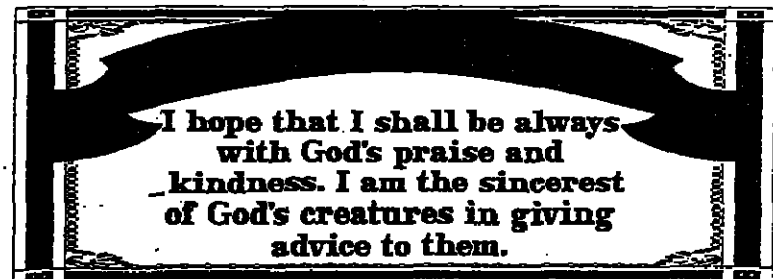 I hope that I shall be always
with God's praise and
kindness. I am the sincerest
of God's creatures in giving
advice to them.